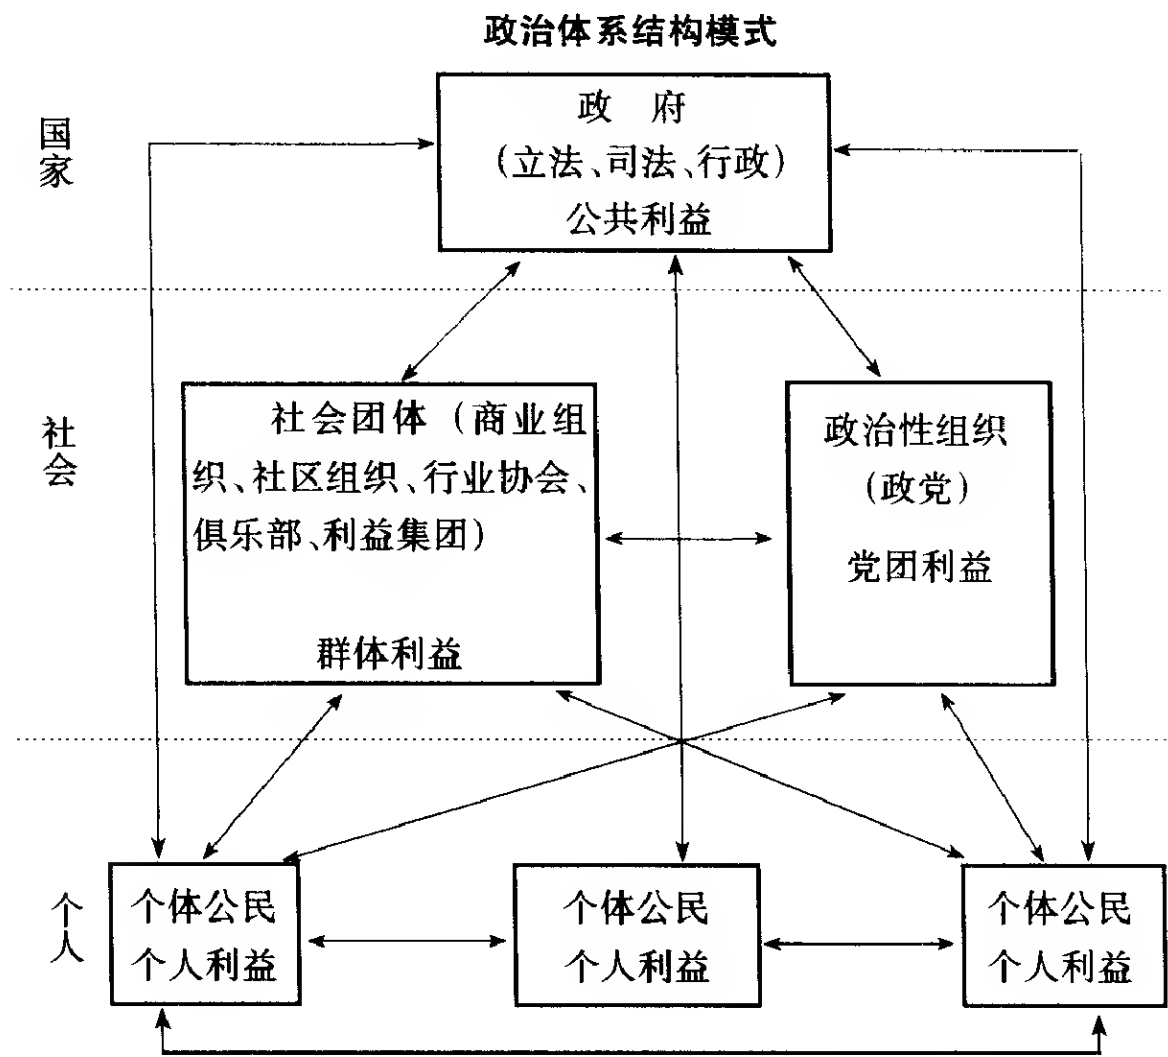 政治体系结构模式
国家
政 府
(立法、司法、行政)
公共利益
社会
社会团体（商业组
织、社区组织、行业协会、
俱乐部、利益集团)
群体利益
政治性组织
(政党)
党团利益
个人
个体公民
个人利益
个体公民
个人利益
个体公民
个人利益